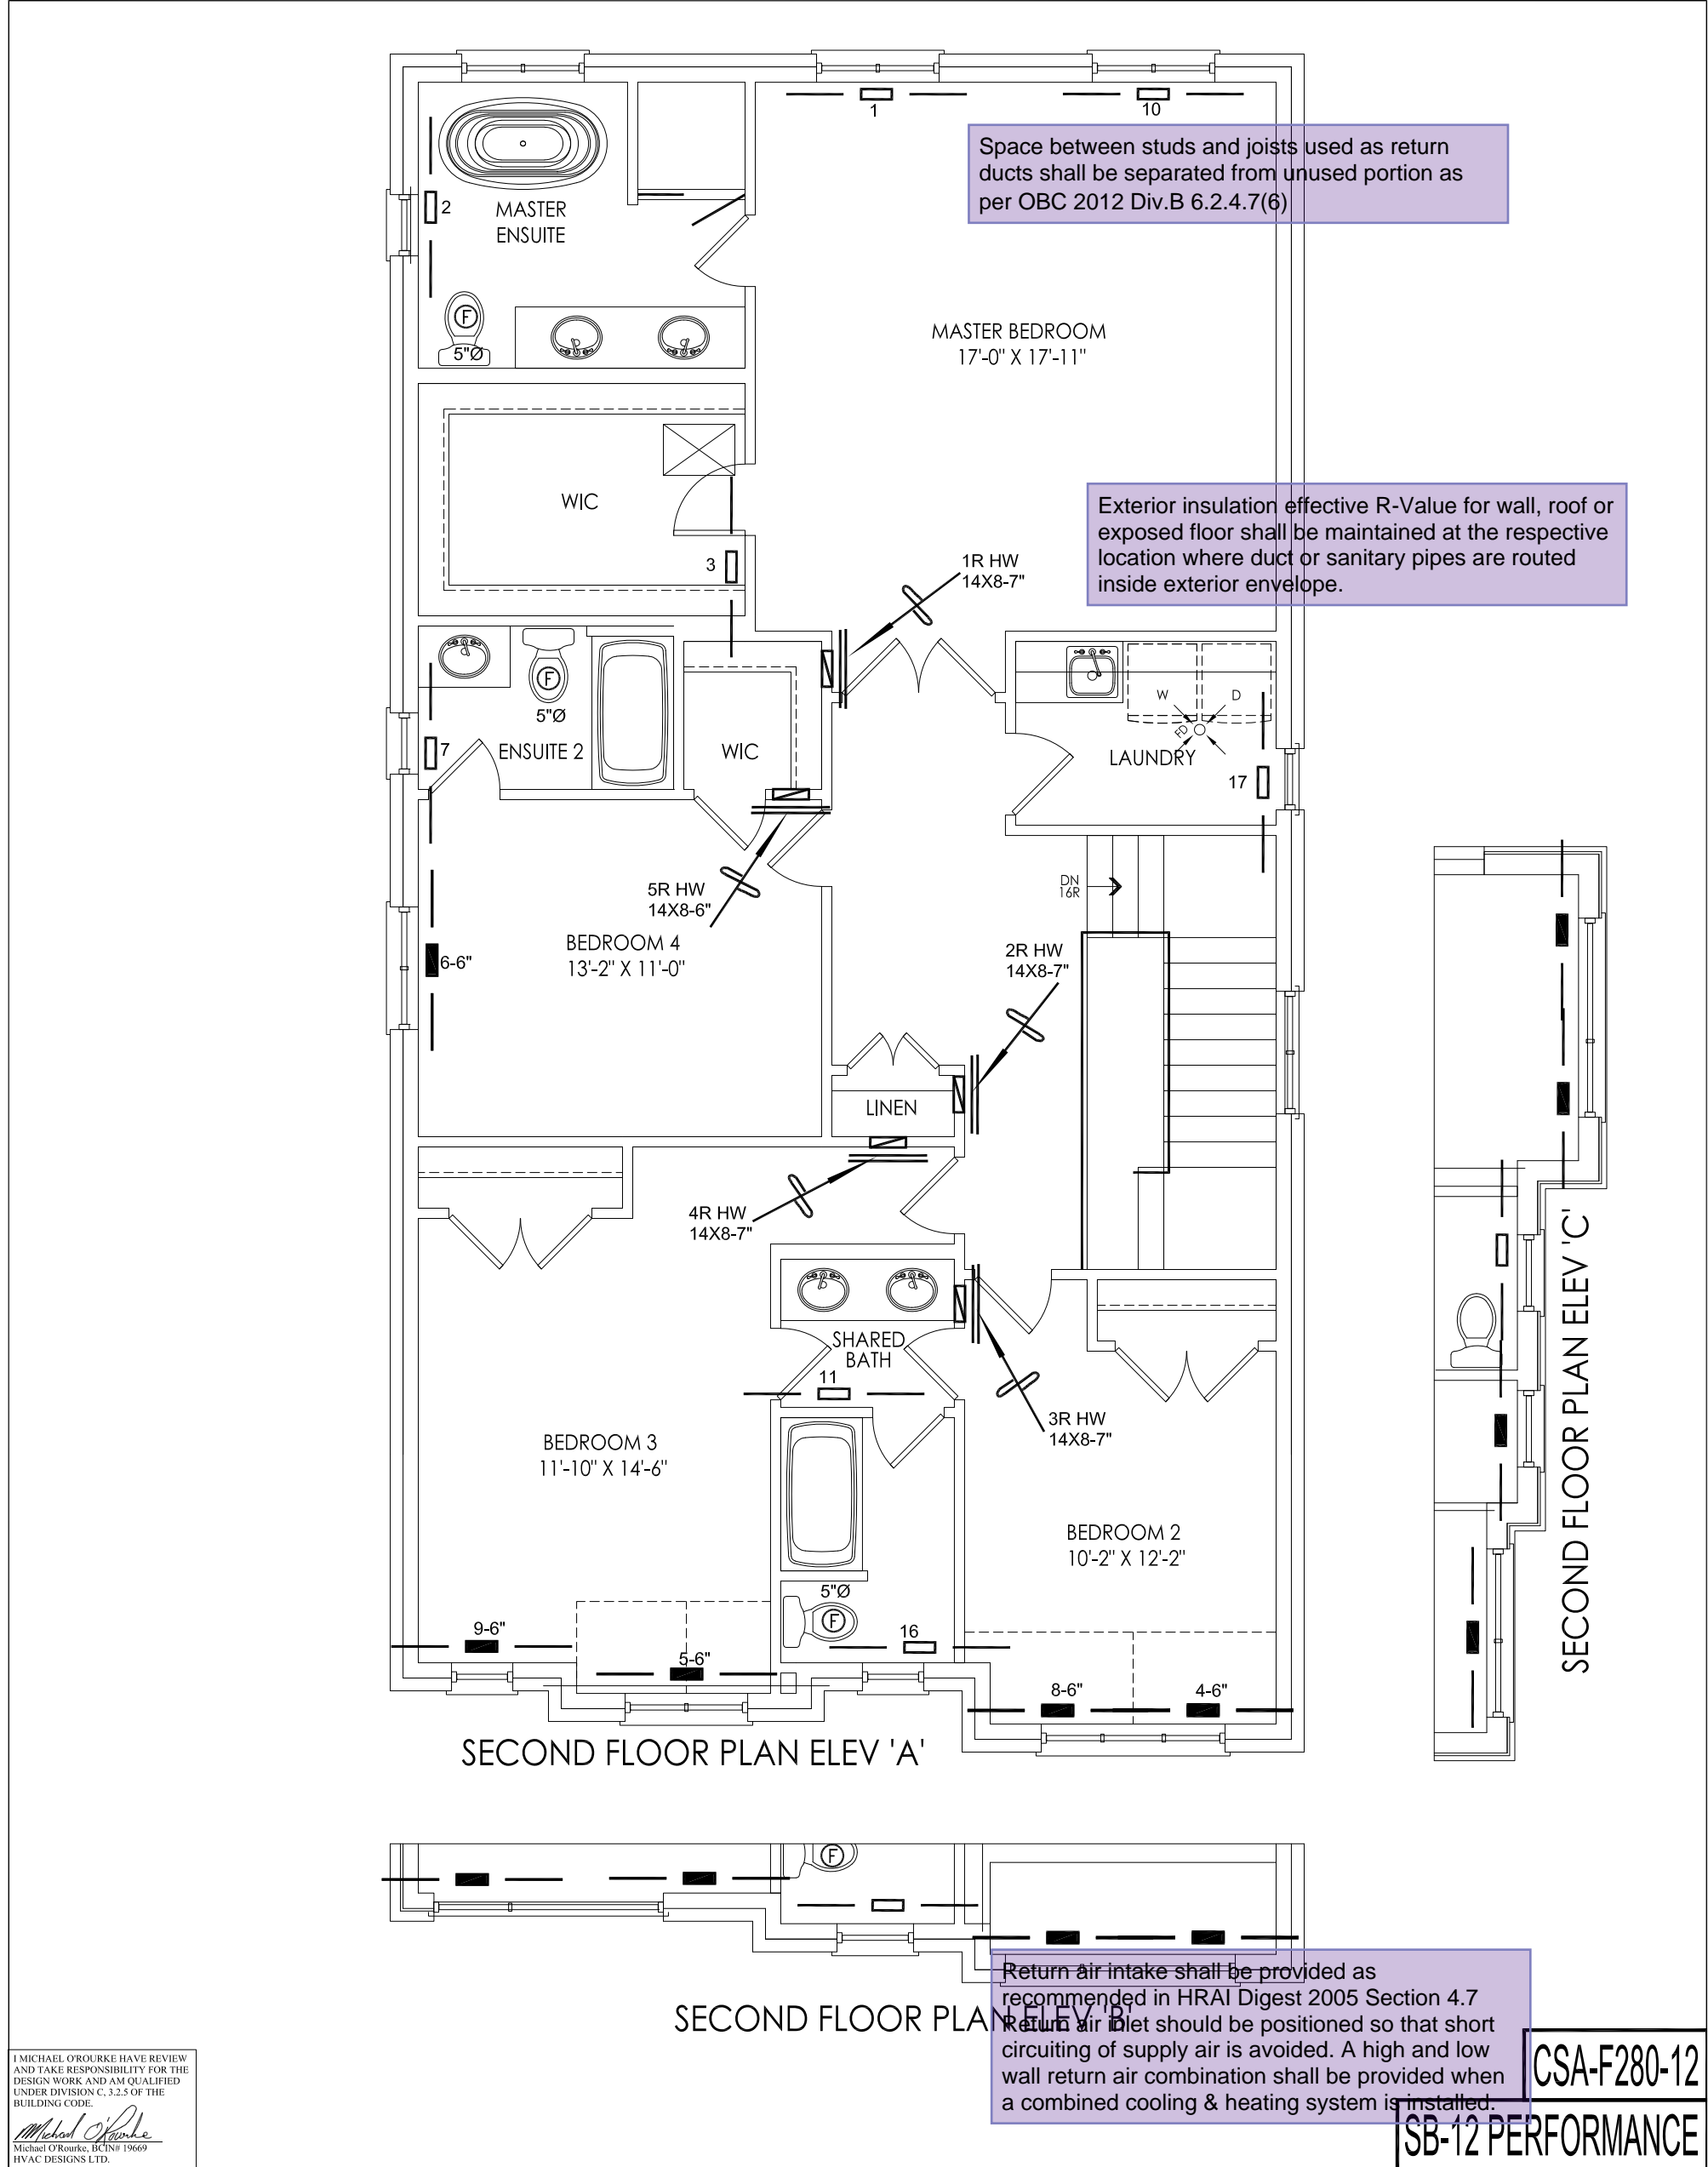 1
10
Space between studs and joists used as return
ducts shall be separated from unused portion as
per OBC 2012 Div.B 6.2.4.7(6)
2
MASTER
ENSUITE
F
5"Ø
MASTER BEDROOM
17'-0" X 17'-11"
WIC
3
Exterior insulation effective R-Value for wall, roof or
exposed floor shall be maintained at the respective
location where duct or sanitary pipes are routed
inside exterior envelope.
1R HW
14X8-7"
F
5"Ø
7
ENSUITE 2
WIC
W
D
FD
LAUNDRY
17
5R HW
14X8-6"
DN
16R
BEDROOM 4
13'-2" X 11'-0"
6-6"
2R HW
14X8-7"
LINEN
4R HW
14X8-7"
SHARED
BATH
11
3R HW
14X8-7"
BEDROOM 3
11'-10" X 14'-6"
BEDROOM 2
10'-2" X 12'-2"
5"Ø
F
9-6"
5-6"
16
8-6"
4-6"
SECOND FLOOR PLAN ELEV 'C'
SECOND FLOOR PLAN ELEV 'A'
F
SECOND FLOOR PLAN ELEV 'B'
Return air intake shall be provided as
recommended in HRAI Digest 2005 Section 4.7
Return air inlet should be positioned so that short
circuiting of supply air is avoided. A high and low
wall return air combination shall be provided when
a combined cooling & heating system is installed.
CSA-F280-12
SB-12 PERFORMANCE
I MICHAEL O'ROURKE HAVE REVIEW
AND TAKE RESPONSIBILITY FOR THE
DESIGN WORK AND AM QUALIFIED
UNDER DIVISION C, 3.2.5 OF THE
BUILDING CODE.
Michael O'Rourke
Michael O'Rourke, BCIN# 19669
HVAC DESIGNS LTD.